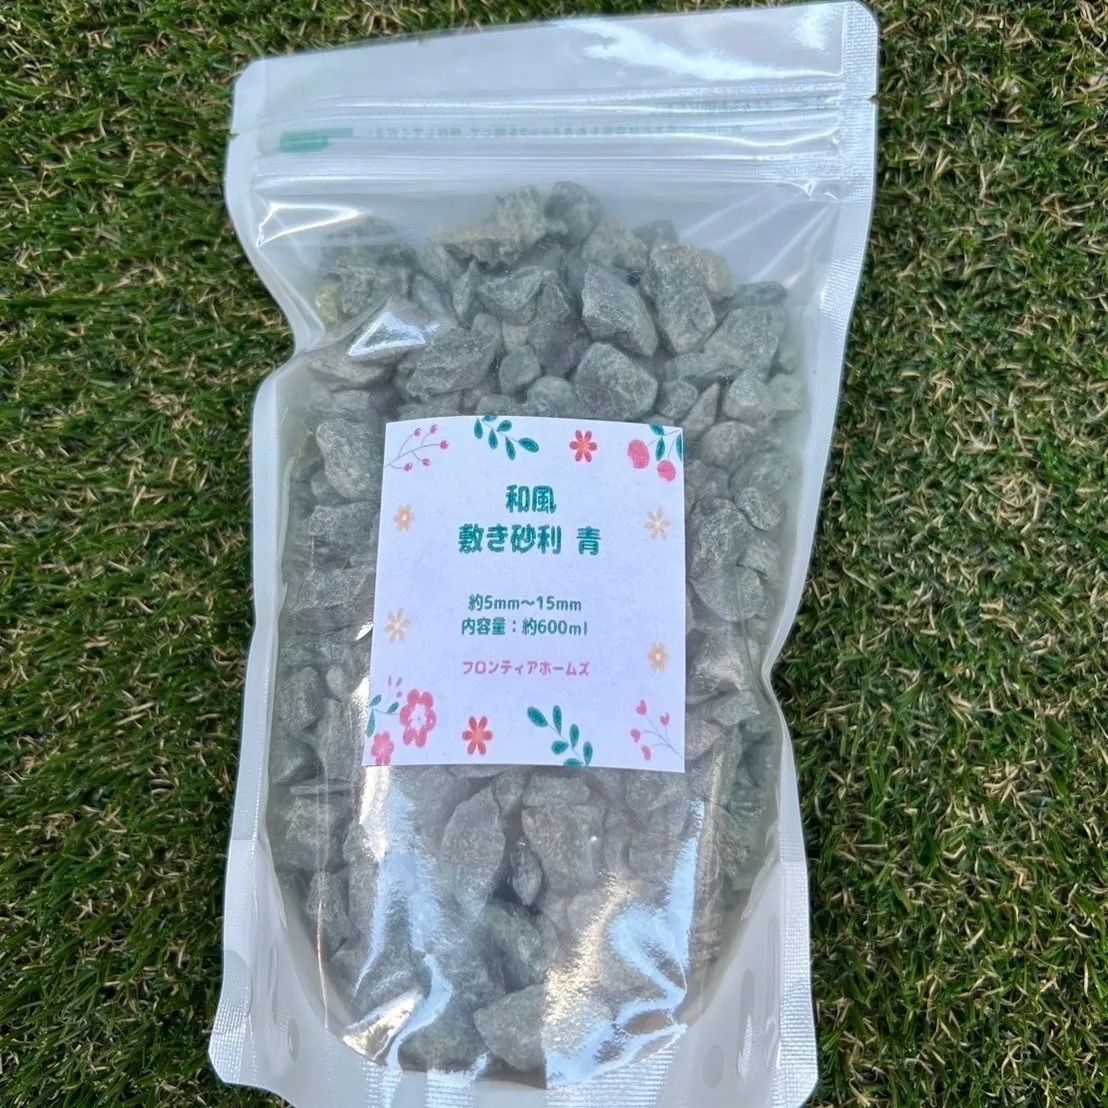 和風
敷き砂利 青
約5mm〜15mm
内容量：約600ml
フロンティアホームズ